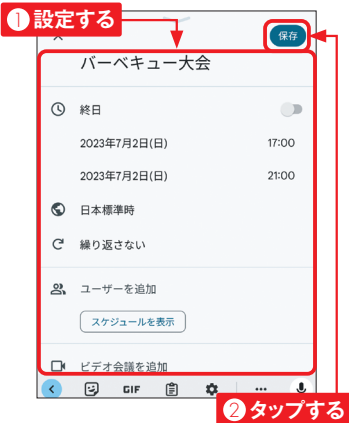 ① 設定する
保存
バーベキュー大会
終日
2023年7月2日(日) 17:00
2023年7月2日(日) 21:00
日本標準時
繰り返さない
ユーザーを追加
スケジュールを表示
ビデオ会議を追加
GIF
② タップする